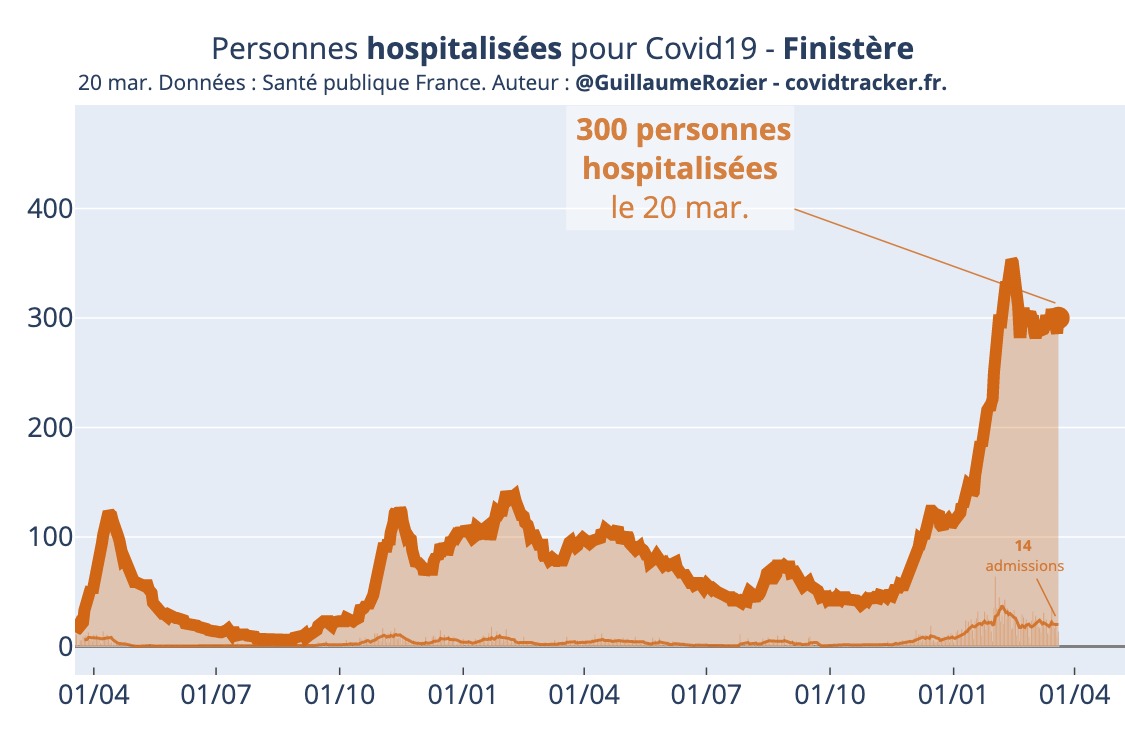 Personnes hospitalisées pour Covid19 - Finistère
20 mar. Données : Santé publique France. Auteur : @GuillaumeRozier - covidtracker.fr.
300 personnes
hospitalisées
le 20 mar.
400
300
200
100
0
14
admissions
01/04 01/07 01/10 01/01 01/04 01/07 01/10 01/01 01/04